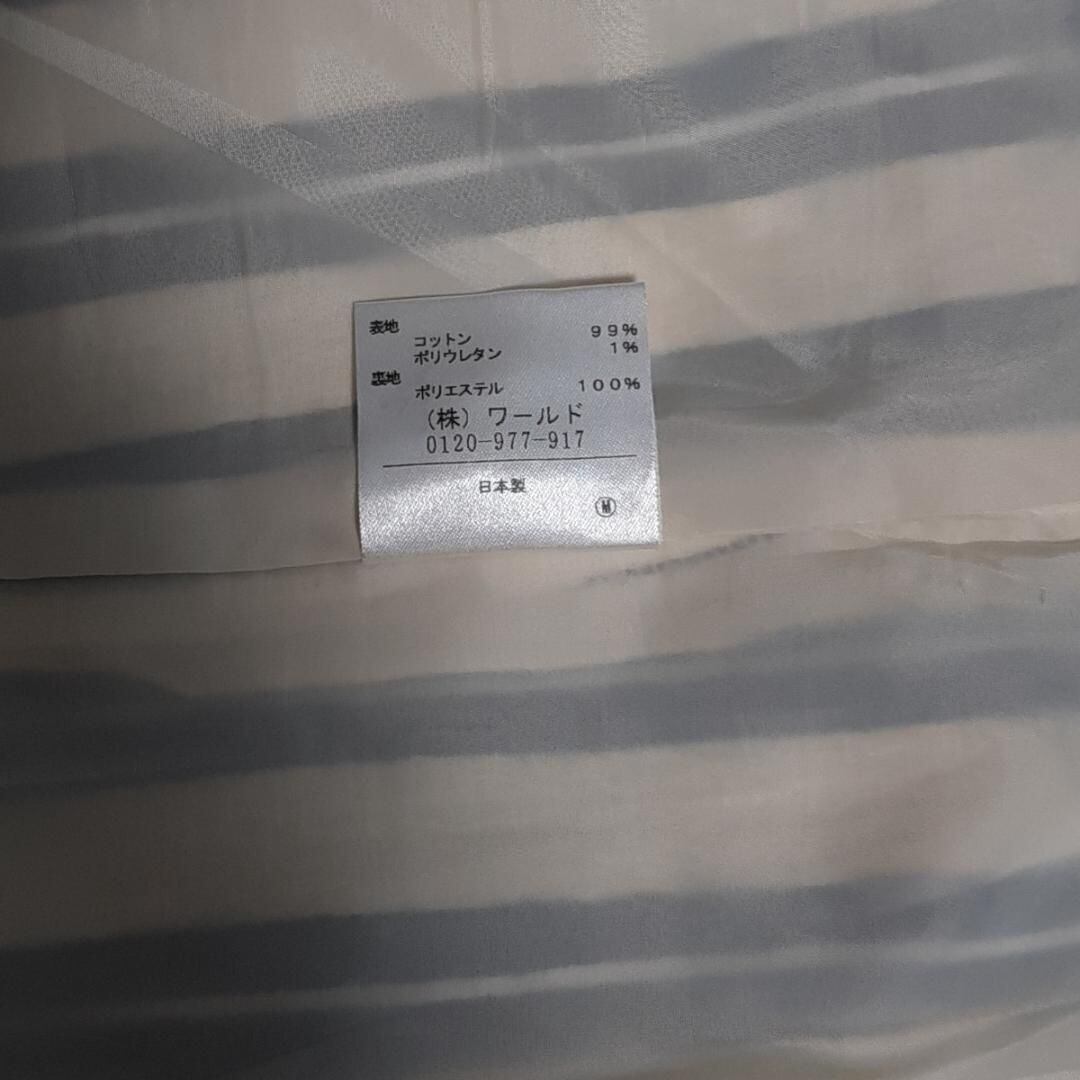 表地
コットン 99%
ポリウレタン 1%
裏地
ポリエステル 100%
(株)ワールド
0120-977-917
日本製
Ⓜ